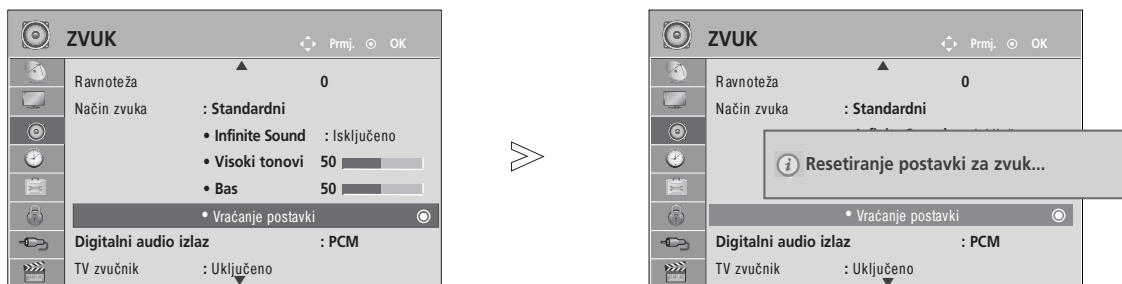 ZVUK Prmj. OK
Ravnoteža 0
Način zvuka : Standardni
• Infinite Sound : Isključeno
• Visoki tonovi 50
• Bas 50
• Vraćanje postavki
Digitalni audio izlaz : PCM
TV zvučnik : Uključeno
ZVUK Prmj. OK
Ravnoteža 0
Način zvuka : Standardni
Resetiranje postavki za zvuk...
• Vraćanje postavki
Digitalni audio izlaz : PCM
TV zvučnik : Uključeno